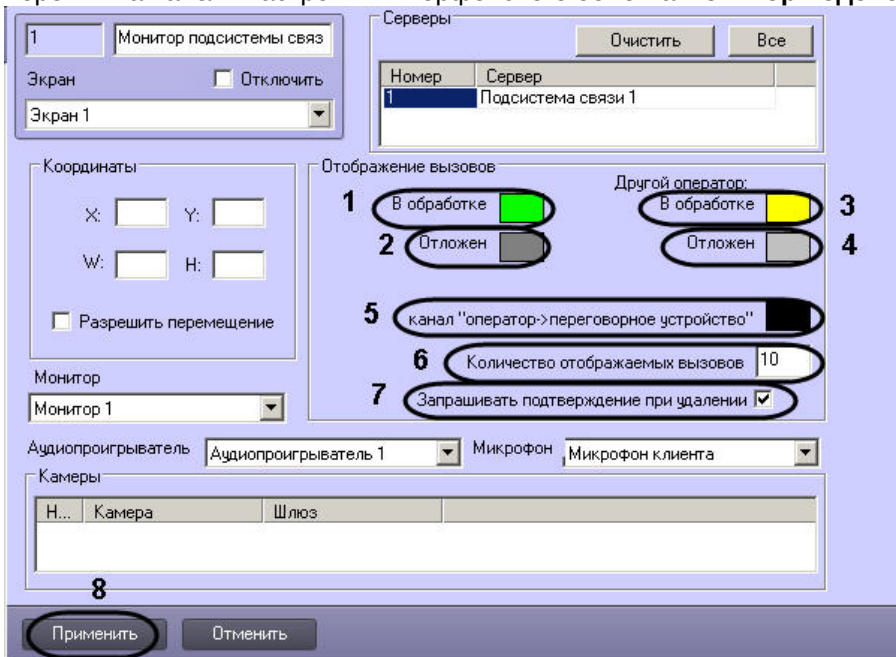 1 Монитор подсистемы связ
Экран Отключить
Экран 1
Серверы
Очистить Все
Номер Сервер
1 Подсистема связи 1
Координаты
X: Y:
W: H:
Разрешить перемещение
Отображение вызовов
Другой оператор:
1 В обработке
В обработке 3
2 Отложен
Отложен 4
5 канал "оператор->переговорное устройство"
6 Количество отображаемых вызовов 10
7 Запрашивать подтверждение при удалении
Монитор
Монитор 1
Аудиопроигрыватель Аудиопроигрыватель 1 Микрофон Микрофон клиента
Камеры
Н... Камера Шлюз
8
Применить Отменить